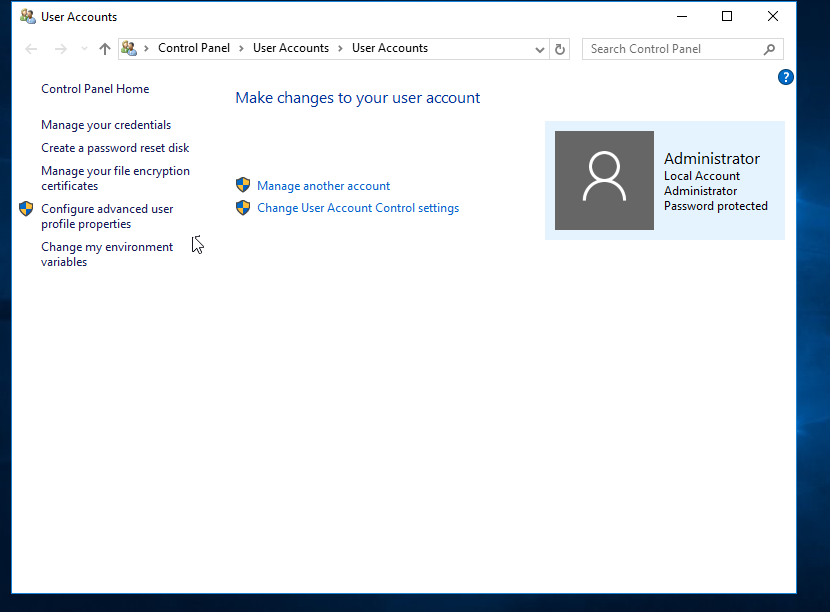 User Accounts
Control Panel > User Accounts > User Accounts
Search Control Panel
?
Control Panel Home
Make changes to your user account
Manage your credentials
Create a password reset disk
Manage your file encryption
certificates
Configure advanced user
profile properties
Change my environment
variables
Manage another account
Change User Account Control settings
Administrator
Local Account
Administrator
Password protected